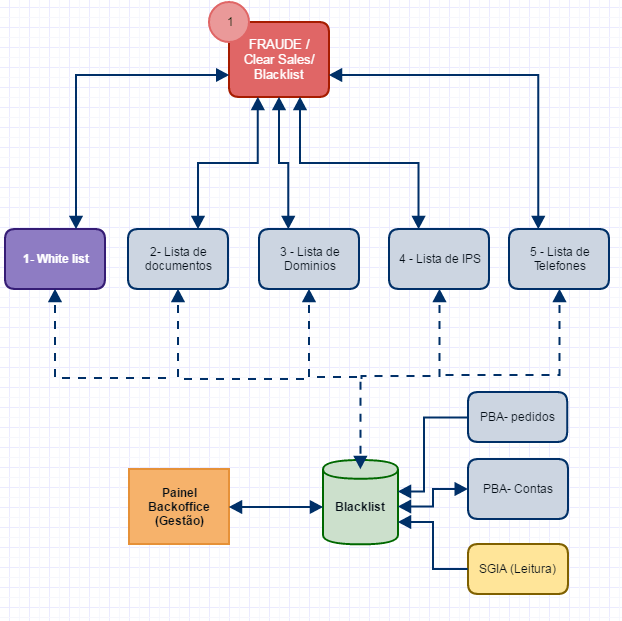 1
FRAUDE /
Clear Sales/
Blacklist
1- White list
2- Lista de
documentos
3 - Lista de
Dominios
4 - Lista de IPS
5 - Lista de
Telefones
PBA- pedidos
Painel
Backoffice
(Gestão)
Blacklist
PBA- Contas
SGIA (Leitura)